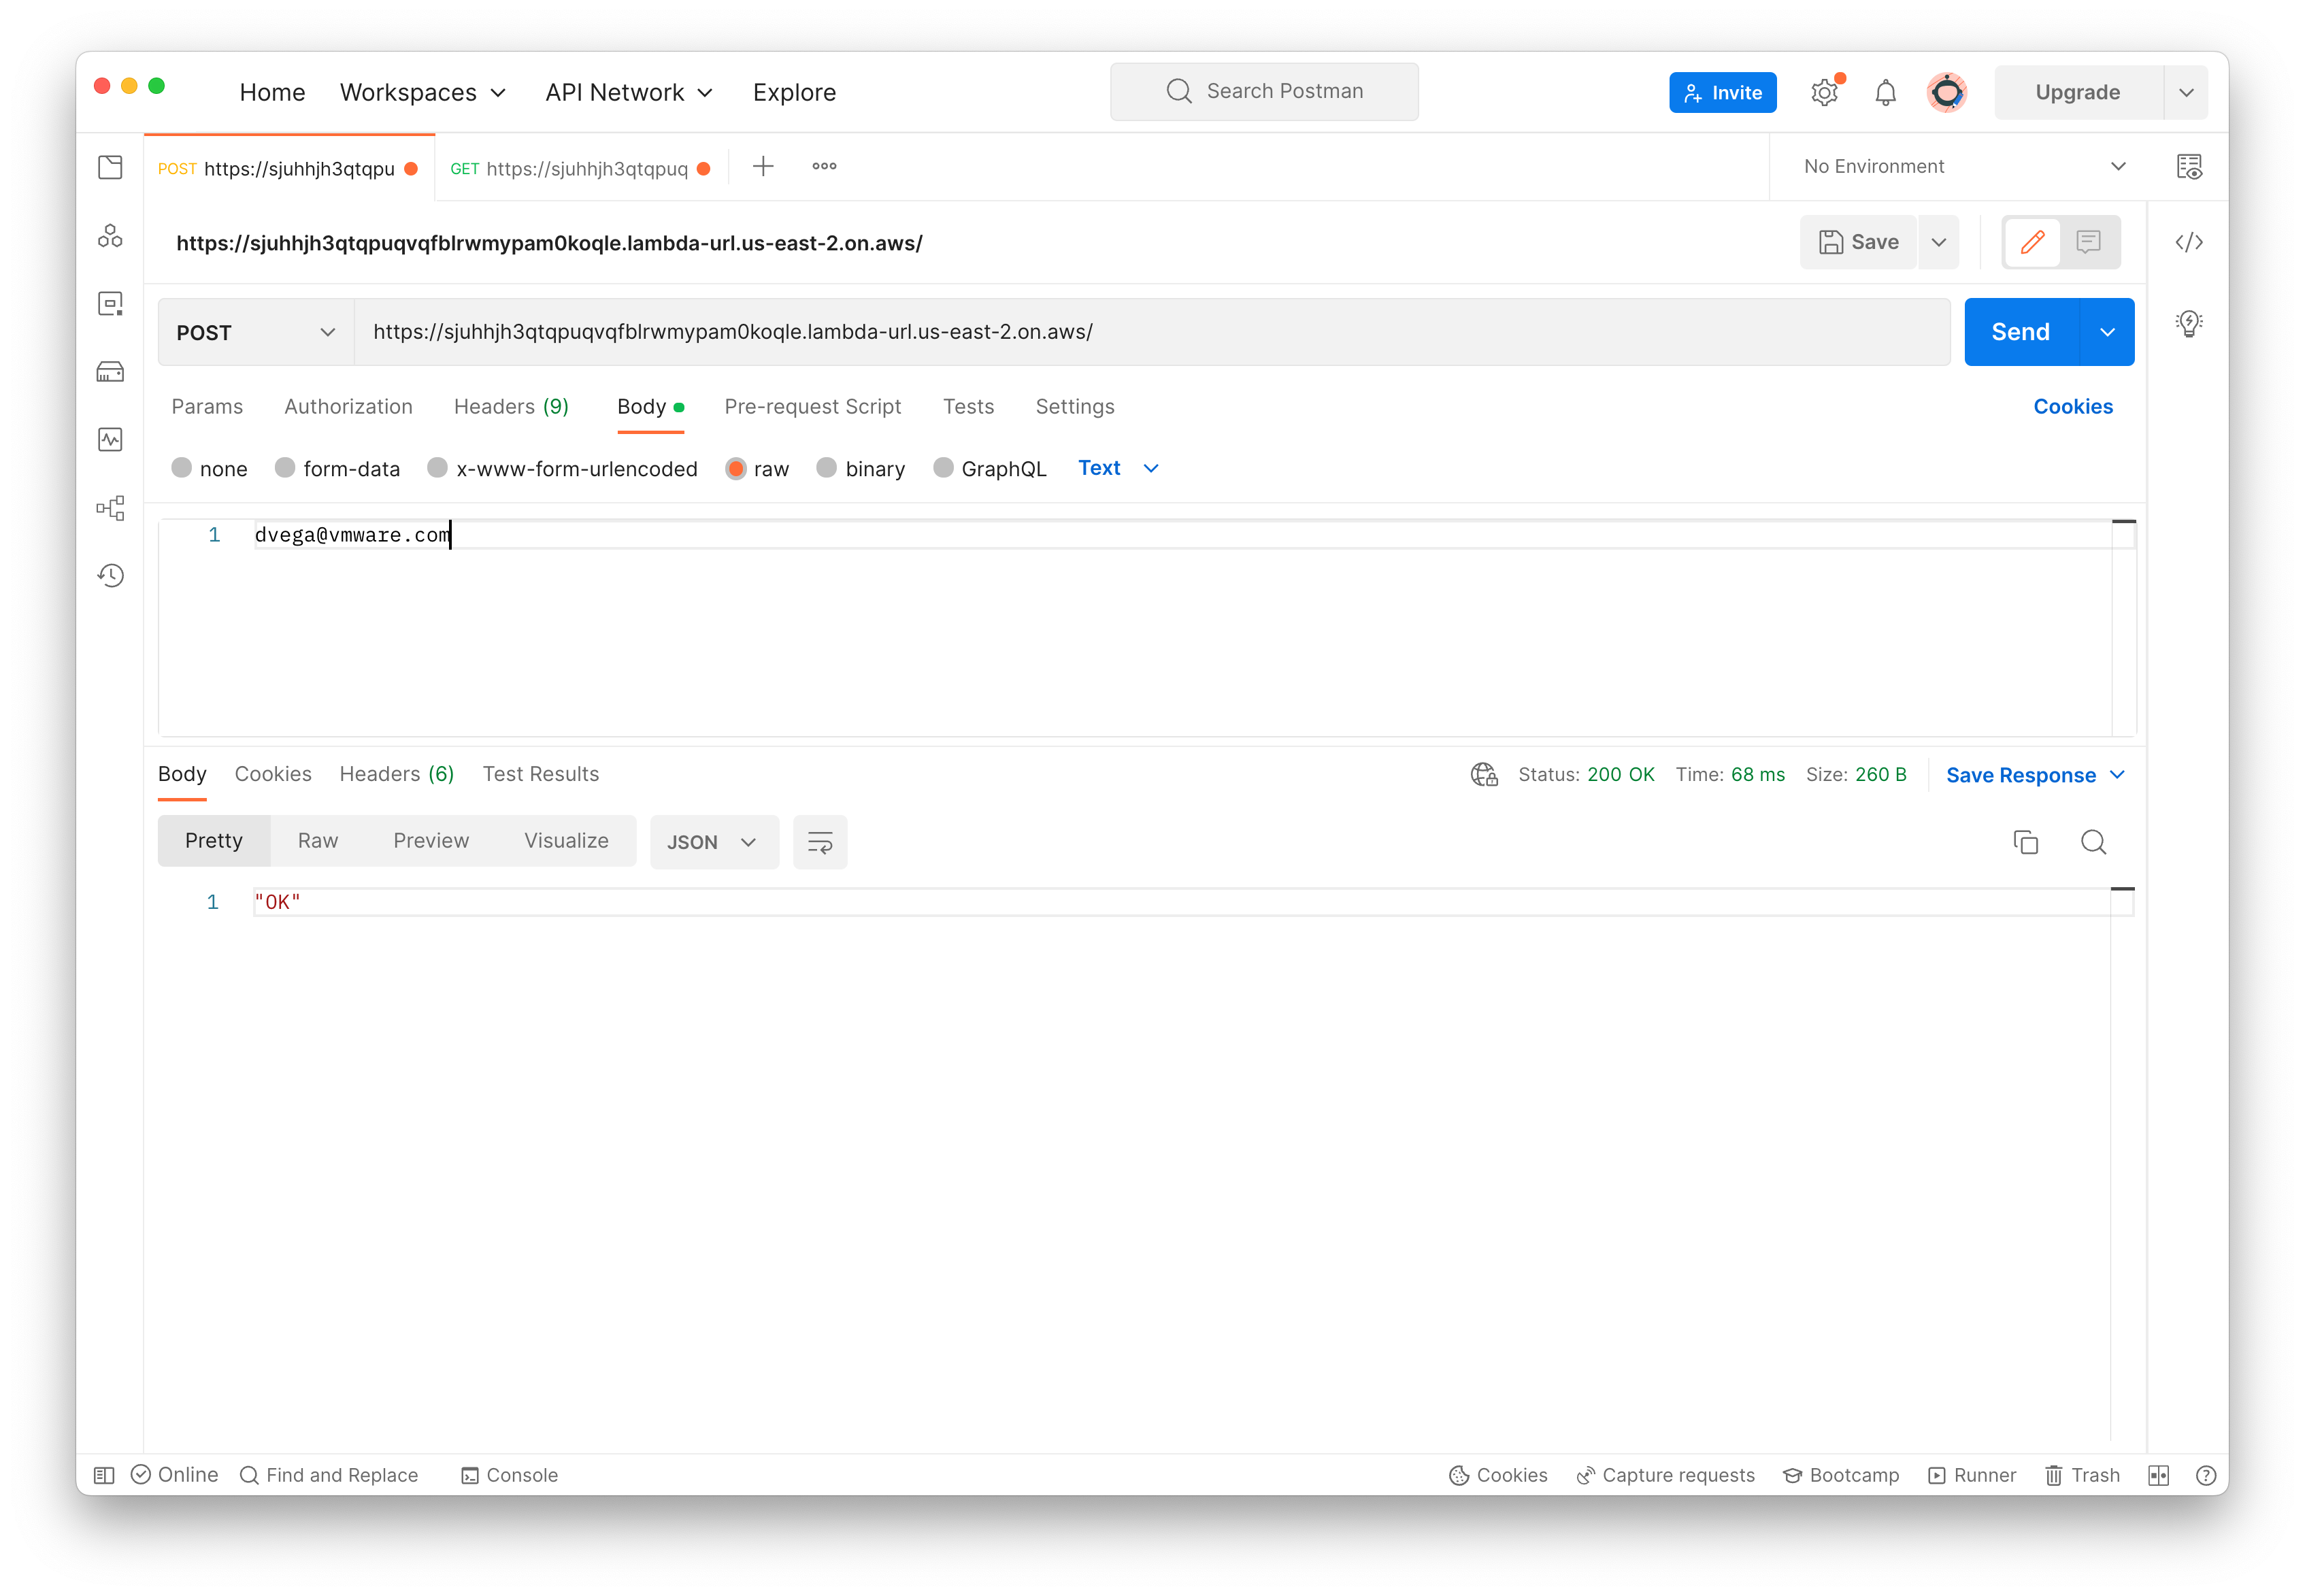 Home Workspaces API Network Explore Search Postman Invite Upgrade
POST https://sjuhhjh3qtqpu GET https://sjuhhjh3qtqpuq No Environment
https://sjuhhjh3qtqpuqvqfblrwmypam0koqle.lambda-url.us-east-2.on.aws/ Save
POST https://sjuhhjh3qtqpuqvqfblrwmypam0koqle.lambda-url.us-east-2.on.aws/ Send
Params Authorization Headers (9) Body Pre-request Script Tests Settings Cookies
none form-data x-www-form-urlencoded raw binary GraphQL Text
1 dvega@vmware.com
Body Cookies Headers (6) Test Results Status: 200 OK Time: 68 ms Size: 260 B Save Response
Pretty Raw Preview Visualize JSON
1 "OK"
Online Find and Replace Console Cookies Capture requests Bootcamp Runner Trash